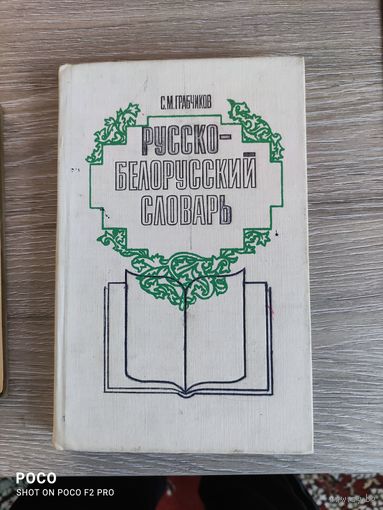 С.М.ГРАБЧИКОВ
РУССКО-
БЕЛОРУССКИЙ
СЛОВАРЬ
POCO
SHOT ON POCO F2 PRO